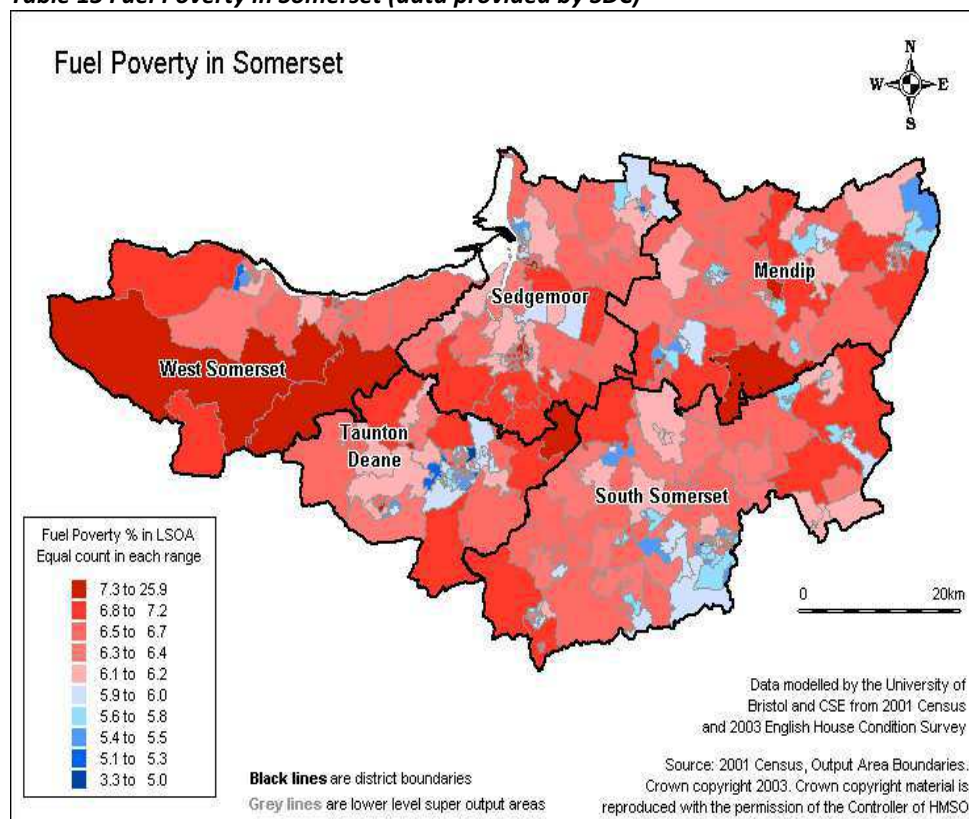 Table 13 Fuel Poverty in Somerset (data provided by SDC)
Fuel Poverty in Somerset
N
W E
S
Mendip
Sedgemoor
West Somerset
Taunton
Deane
South Somerset
Fuel Poverty % in LSOA
Equal count in each range
7.3 to 25.9
6.8 to 7.2
6.5 to 6.7
6.3 to 6.4
6.1 to 6.2
5.9 to 6.0
5.6 to 5.8
5.4 to 5.5
5.1 to 5.3
3.3 to 5.0
0 20km
Data modelled by the University of
Bristol and CSE from 2001 Census
and 2003 English House Condition Survey
Black lines are district boundaries
Grey lines are lower level super output areas
Source: 2001 Census, Output Area Boundaries.
Crown copyright 2003. Crown copyright material is
reproduced with the permission of the Controller of HMSO